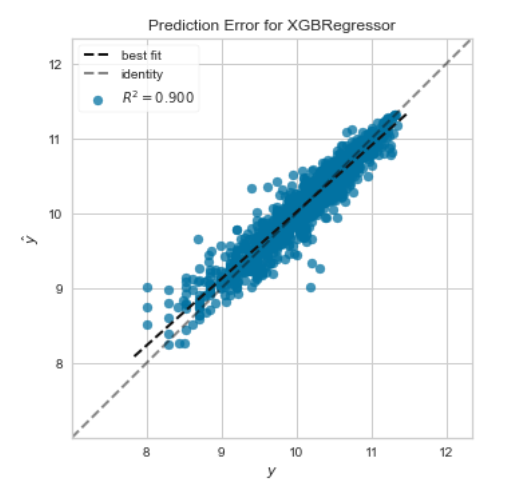 Prediction Error for XGBRegressor
best fit
identity
R² = 0.900
12
11
10
9
8
ŷ
8 9 10 11 12
y